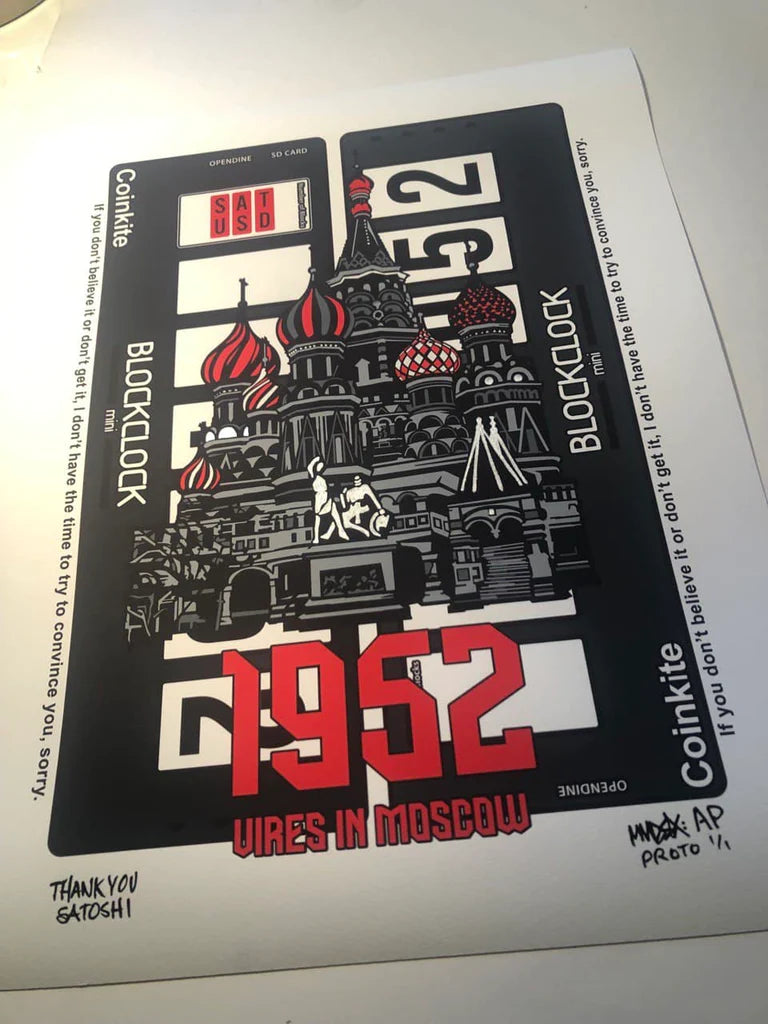 OPENDINE SD CARD
Coinkite
SAT
USD
52
If you don't believe it or don't get it, I don't have the time to try to convince you, sorry.
BLOCKCLOCK
mini
BLOCKCLOCK
mini
If you don't believe it or don't get it, I don't have the time to try to convince you, sorry.
1952
VIRES IN MOSCOW
Coinkite
OPENDINE
THANK YOU
SATOSHI
AP
PROTO 1/1